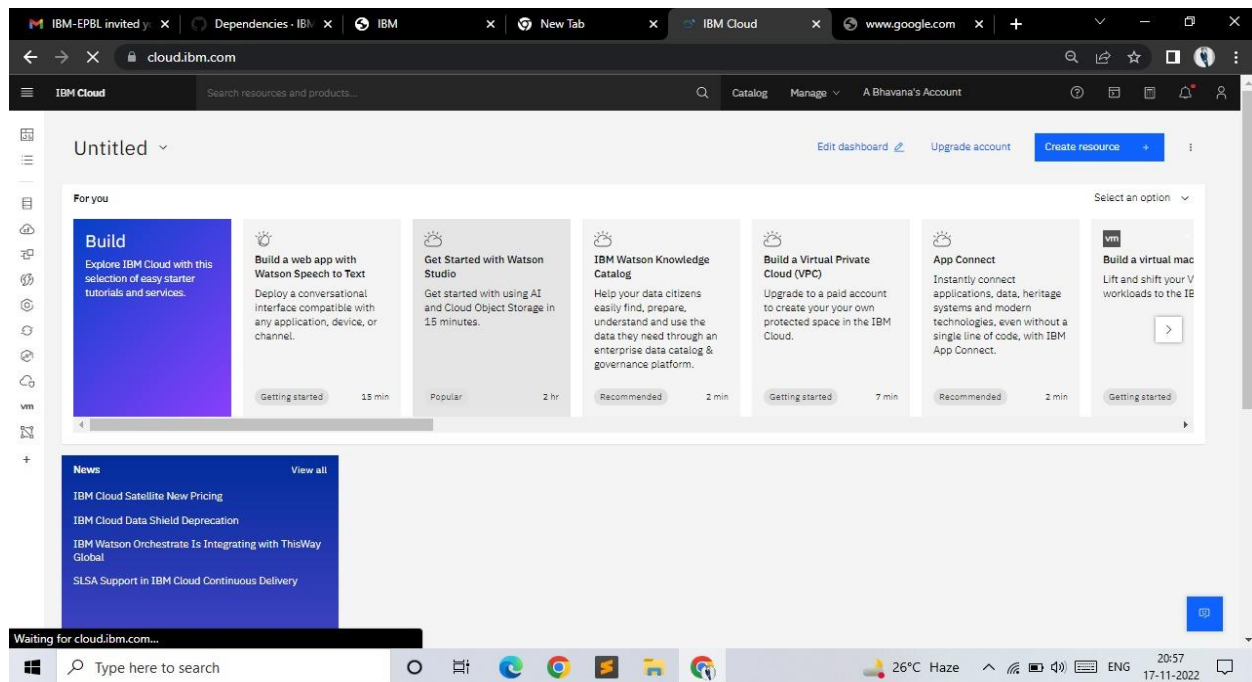 IBM-EPBL invited y
Dependencies · IBM
IBM
New Tab
IBM Cloud
www.google.com
cloud.ibm.com
IBM Cloud
Search resources and products...
Catalog
Manage
A Bhavana's Account
Untitled
Edit dashboard
Upgrade account
Create resource +
For you
Select an option
Build
Explore IBM Cloud with this
selection of easy starter
tutorials and services.
Build a web app with
Watson Speech to Text
Deploy a conversational
interface compatible with
any application, device, or
channel.
Getting started 15 min
Get Started with Watson
Studio
Get started with using AI
and Cloud Object Storage in
15 minutes.
Popular 2 hr
IBM Watson Knowledge
Catalog
Help your data citizens
easily find, prepare,
understand and use the
data they need through an
enterprise data catalog &
governance platform.
Recommended 2 min
Build a Virtual Private
Cloud (VPC)
Upgrade to a paid account
to create your your own
protected space in the IBM
Cloud.
Getting started 7 min
App Connect
Instantly connect
applications, data, heritage
systems and modern
technologies, even without a
single line of code, with IBM
App Connect.
Recommended 2 min
vm
Build a virtual mac
Lift and shift your V
workloads to the IB
Getting started
vm
News View all
IBM Cloud Satellite New Pricing
IBM Cloud Data Shield Deprecation
IBM Watson Orchestrate Is Integrating with ThisWay
Global
SLSA Support in IBM Cloud Continuous Delivery
Waiting for cloud.ibm.com...
Type here to search
26°C Haze
ENG
20:57
17-11-2022